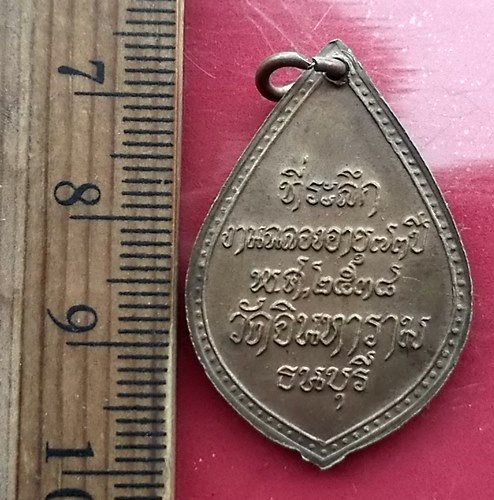 7
8
9
10
ที่ระลึก
งานฉลองอายุ๗๓ปี
พ.ศ.๒๕๓๘
วัดอินทาราม
ธนบุรี